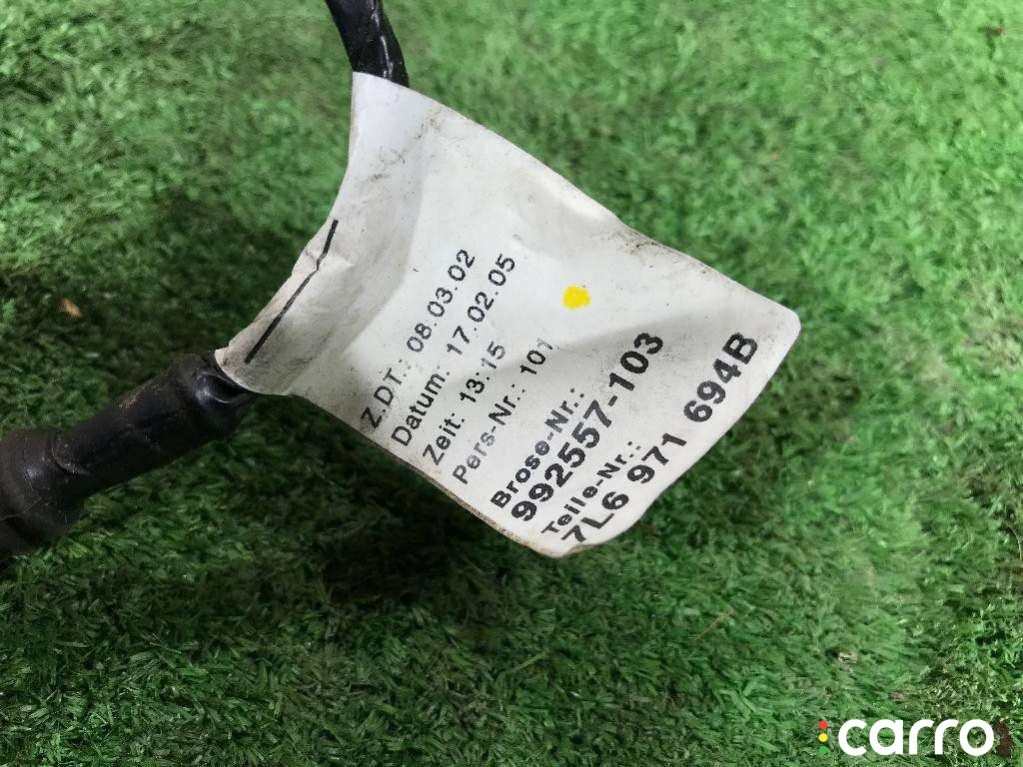 Z.DT.: 08.03.02
Datum: 17.02.05
Zeit: 13:15
Pers-Nr.: 101
Brose-Nr.:
992557-103
Teile-Nr.:
7L6 971 694B
carro